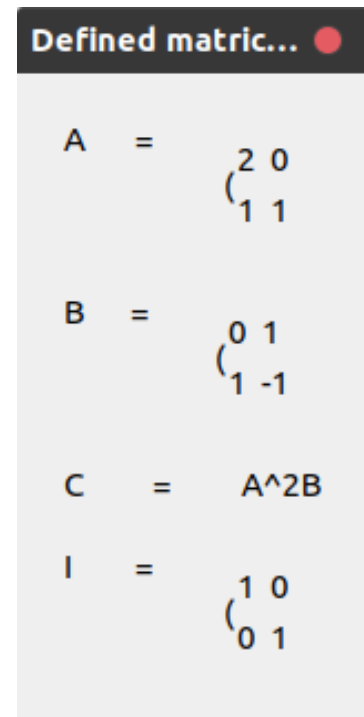 Defined matric...
A = (2 0
1 1
B = (0 1
1 -1
C = A^2B
I = (1 0
0 1